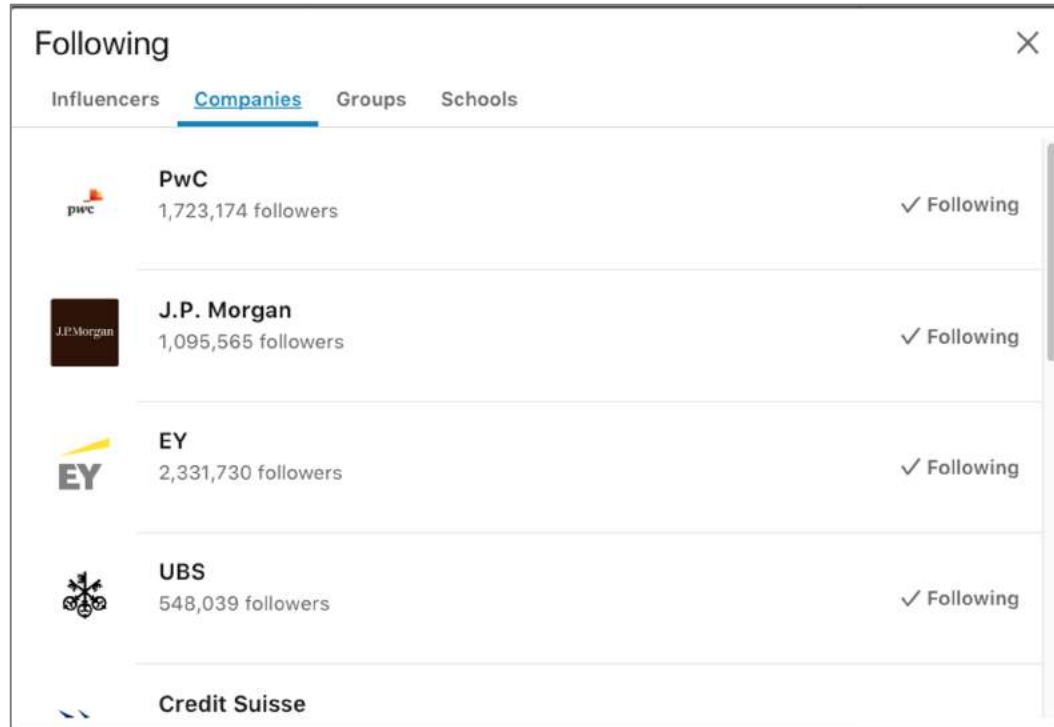 Following
Influencers Companies Groups Schools
pwc
PwC
1,723,174 followers
Following
J.P.Morgan
J.P. Morgan
1,095,565 followers
Following
EY
EY
2,331,730 followers
Following
UBS
548,039 followers
Following
Credit Suisse